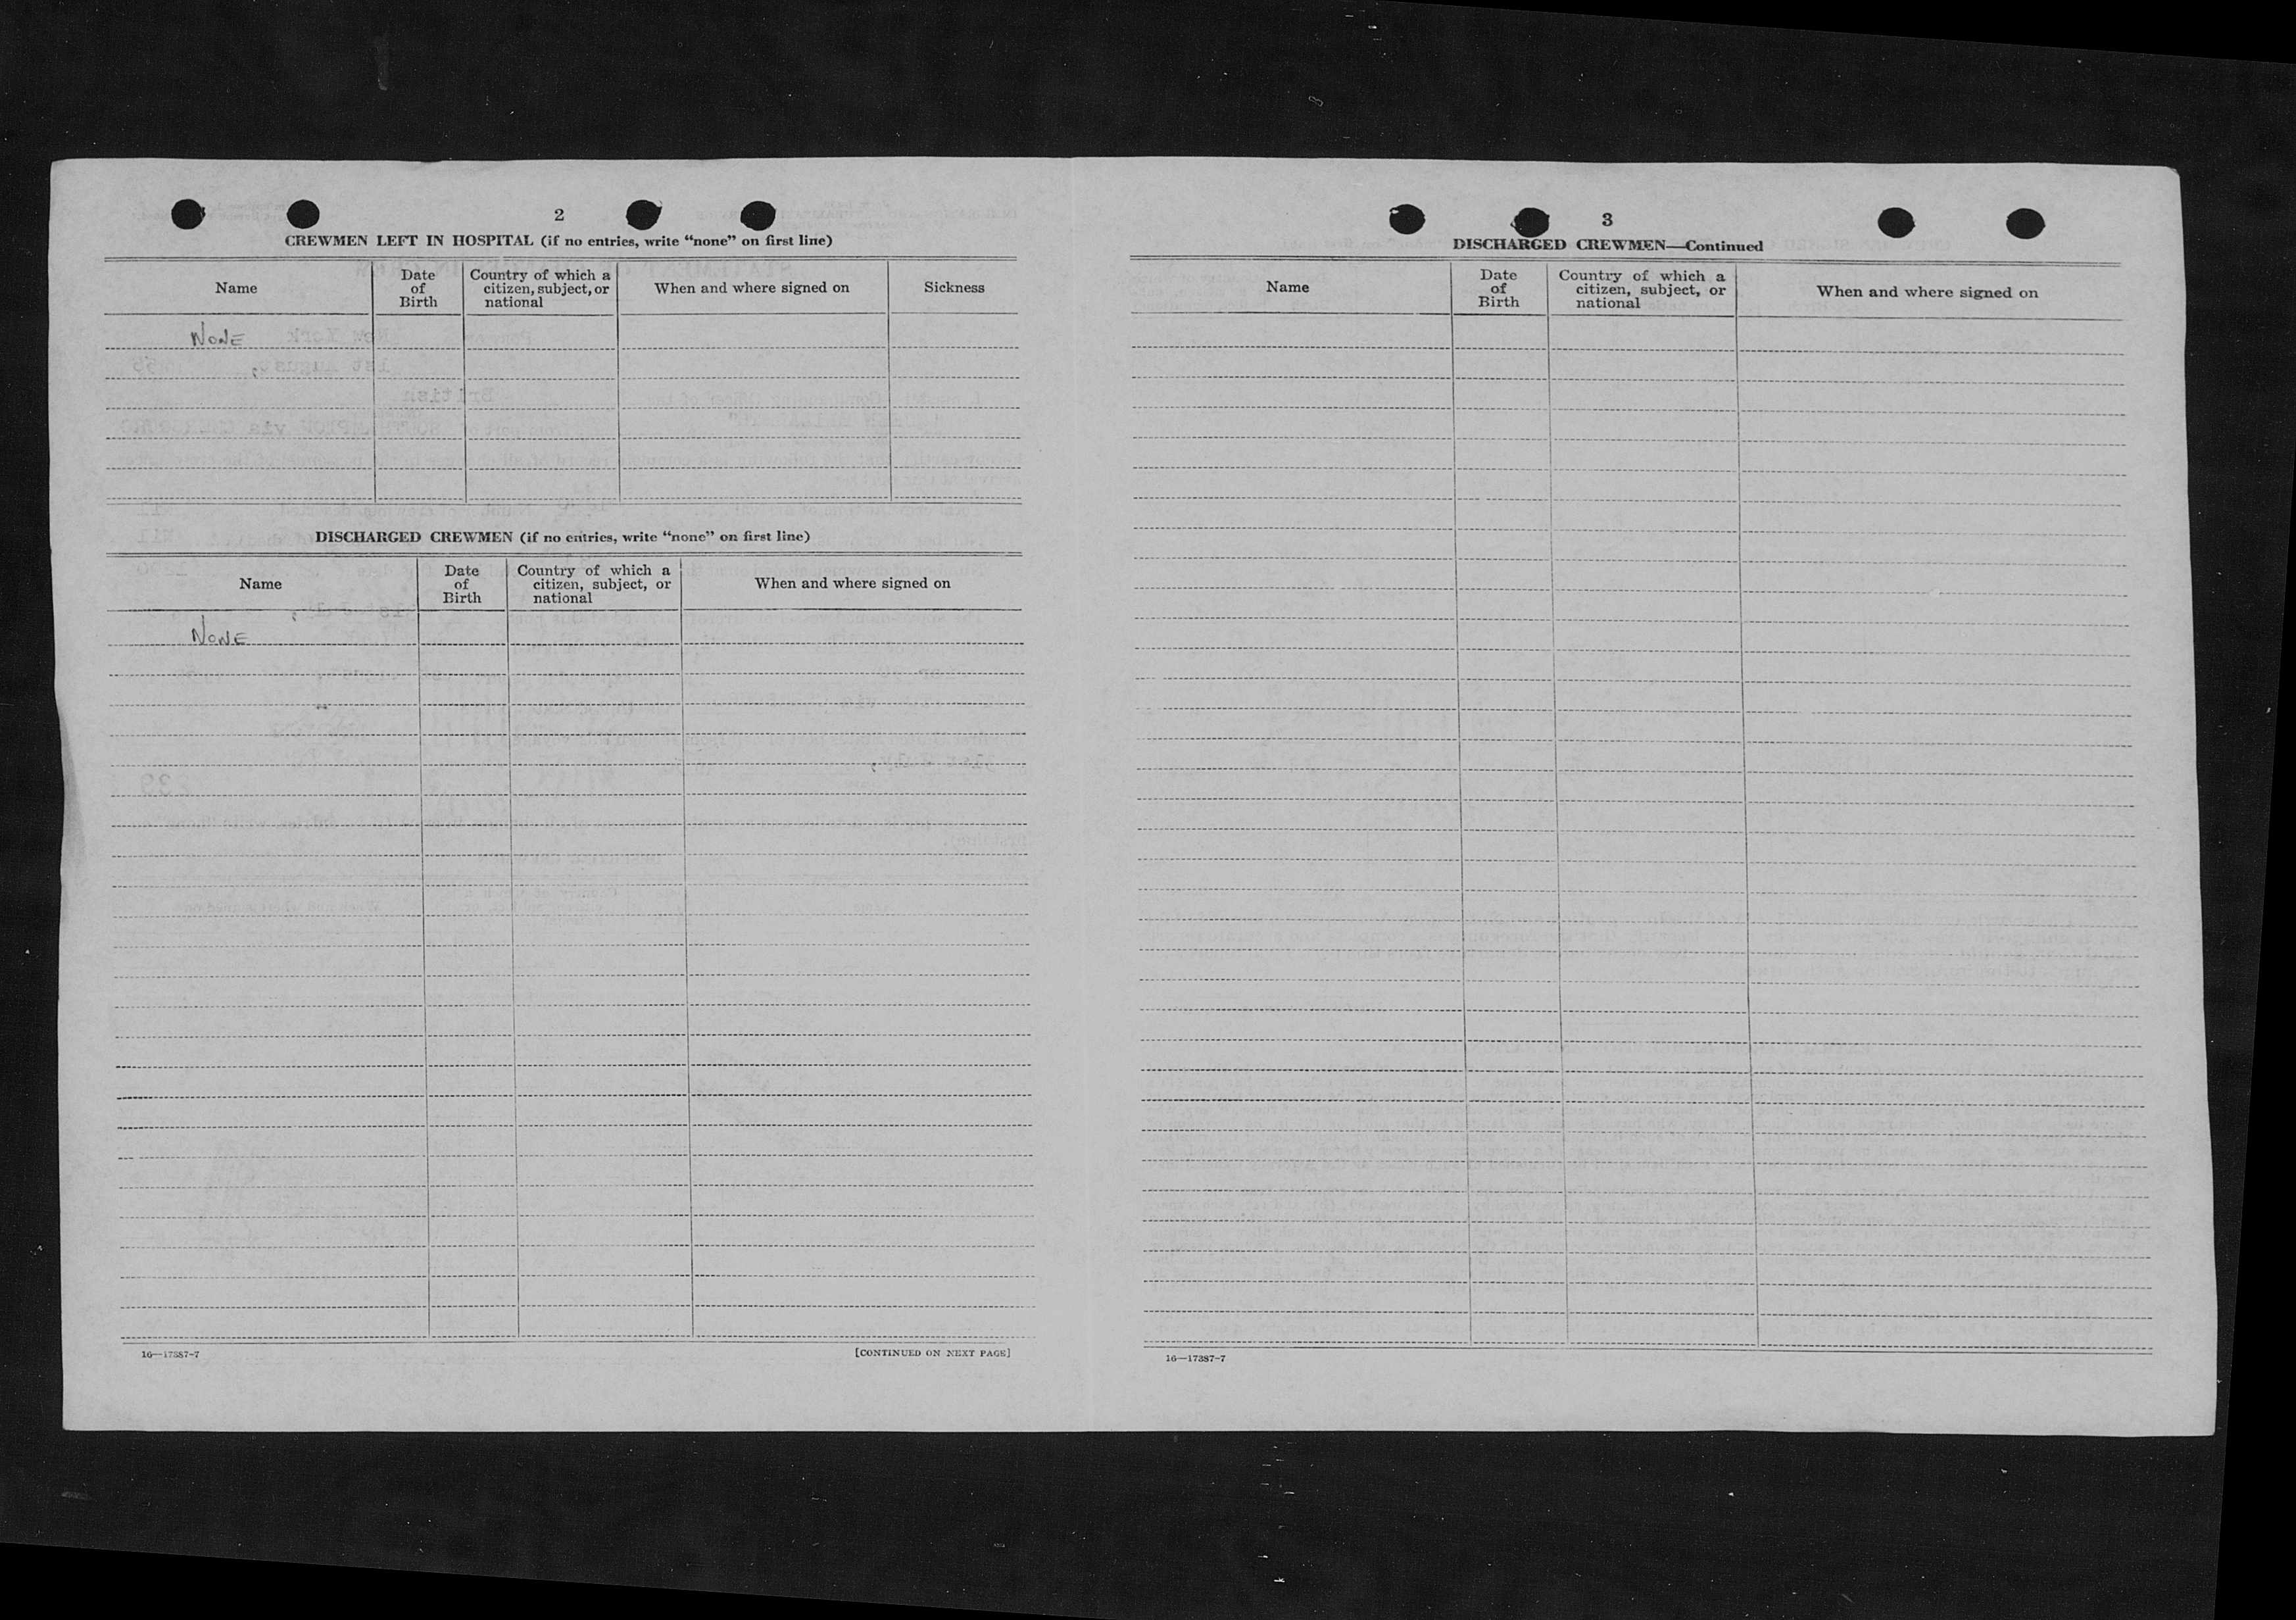 2
CREWMEN LEFT IN HOSPITAL (if no entries, write “none” on first line)
Name
Date of Birth
Country of which a citizen, subject, or national
When and where signed on
Sickness
NONE
DISCHARGED CREWMEN (if no entries, write “none” on first line)
Name
Date of Birth
Country of which a citizen, subject, or national
When and where signed on
NONE
16—17387-7
[CONTINUED ON NEXT PAGE]
3
DISCHARGED CREWMEN—Continued
Name
Date of Birth
Country of which a citizen, subject, or national
When and where signed on
16—17387-7